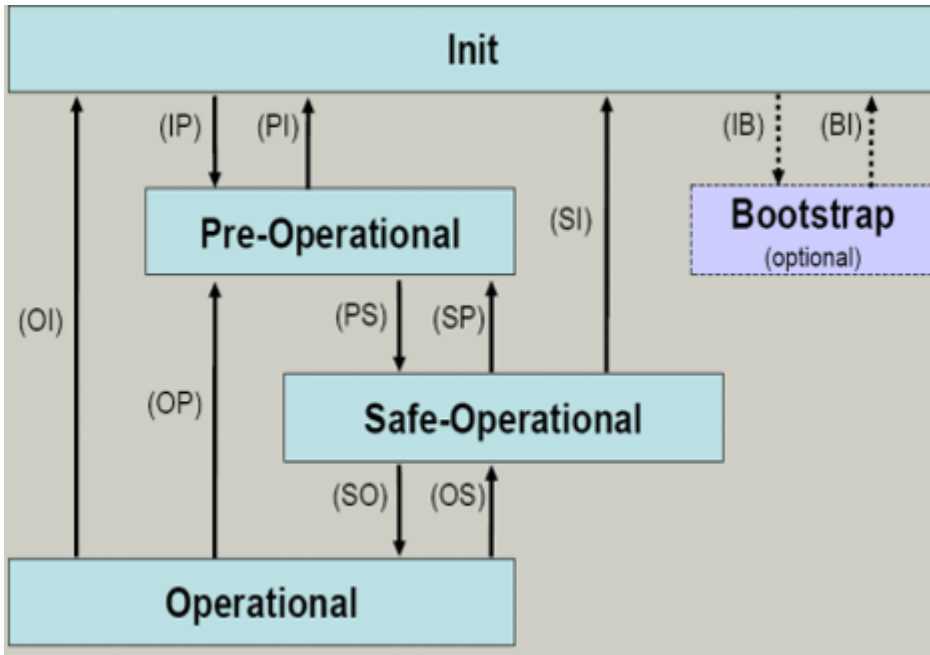 Init
(IP)
(PI)
(IB)
(BI)
Pre-Operational
(SI)
Bootstrap
(optional)
(OI)
(PS)
(SP)
(OP)
Safe-Operational
(SO)
(OS)
Operational